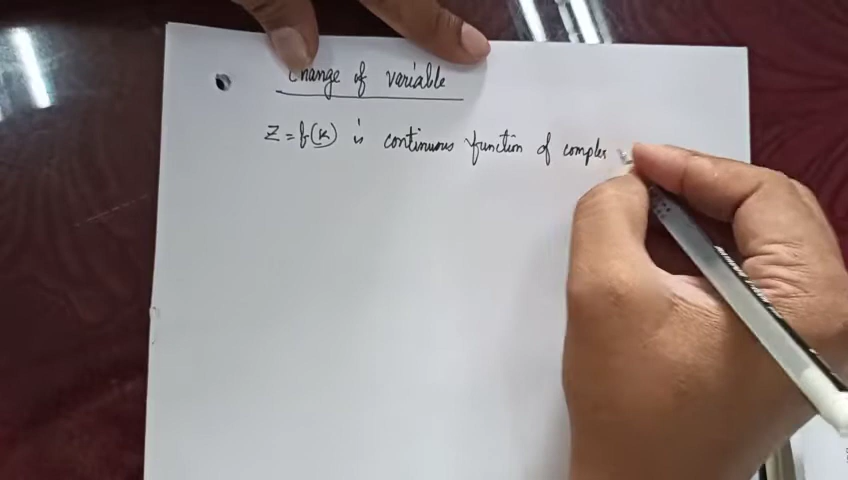 Change of variable
Z = f(k) is continuous function of complex